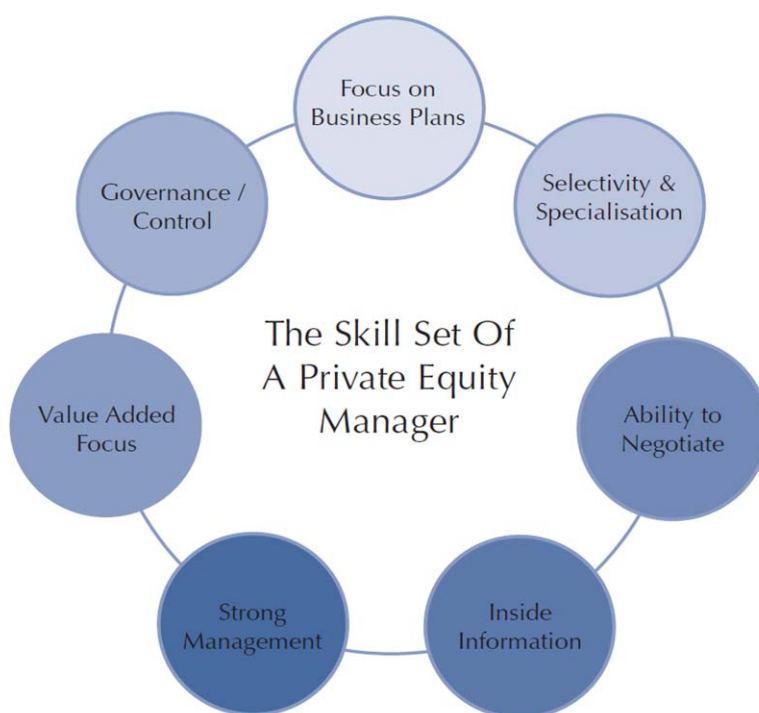 Focus on
Business Plans
Selectivity &
Specialisation
Ability to
Negotiate
Inside
Information
Strong
Management
Value Added
Focus
Governance /
Control
The Skill Set Of
A Private Equity
Manager